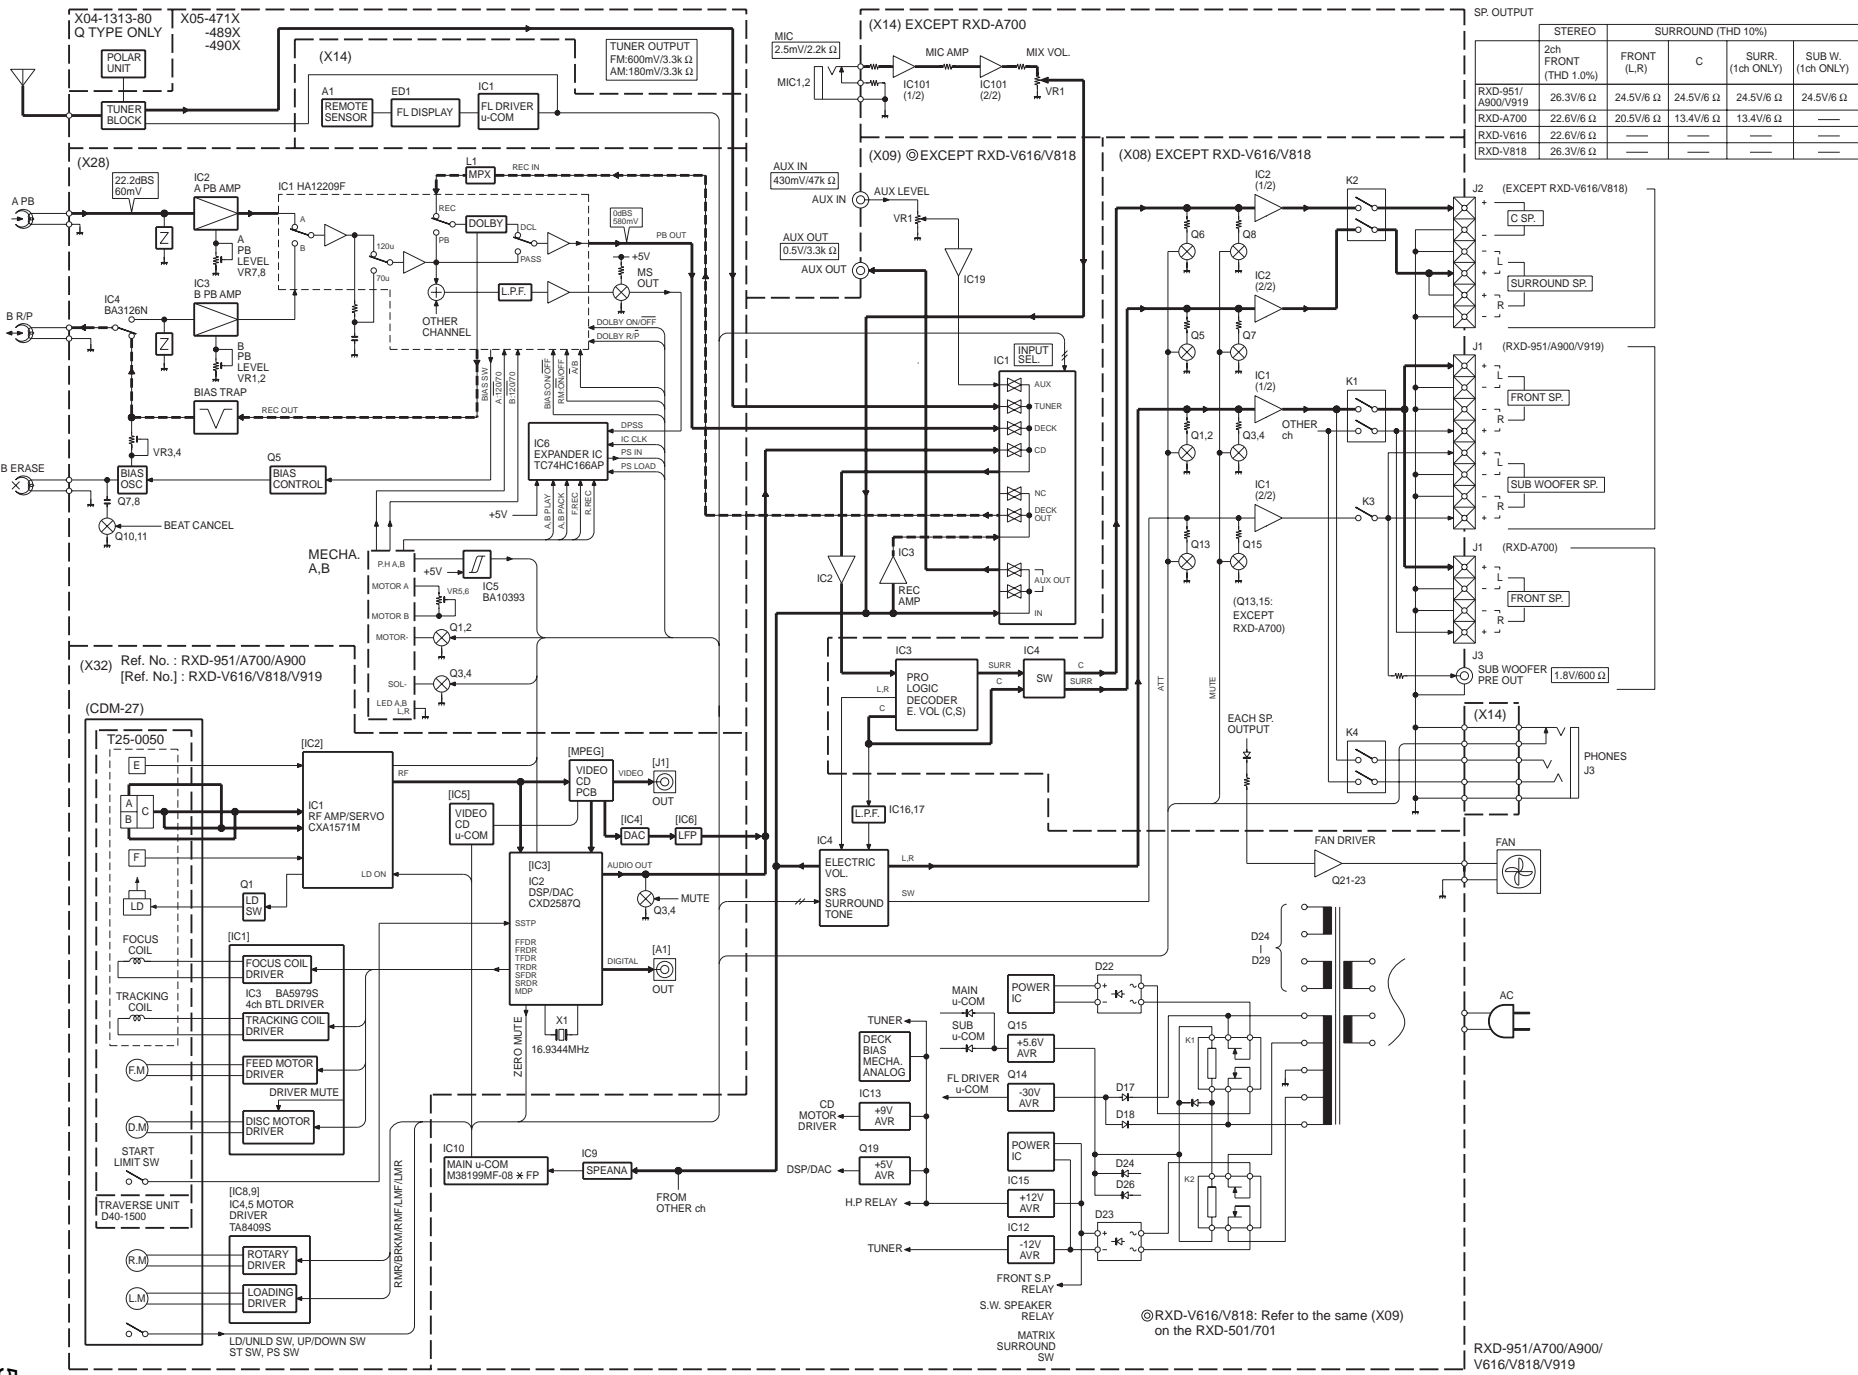 X04-1313-80
Q TYPE ONLY
X05-471X
-489X
-490X
POLAR
UNIT
TUNER
BLOCK
(X14)
TUNER OUTPUT
FM:600mV/3.3k Ω
AM:180mV/3.3k Ω
A1
REMOTE
SENSOR
ED1
FL DISPLAY
IC1
FL DRIVER
u-COM
(X14) EXCEPT RXD-A700
MIC
2.5mV/2.2k Ω
MIC1,2
MIC AMP
IC101
(1/2)
IC101
(2/2)
MIX VOL.
VR1
SP. OUTPUT
STEREO
SURROUND (THD 10%)
2ch
FRONT
(THD 1.0%)
FRONT
(L,R)
C
SURR.
(1ch ONLY)
SUB W.
(1ch ONLY)
RXD-951/
A900/V919
26.3V/6 Ω
24.5V/6 Ω
24.5V/6 Ω
24.5V/6 Ω
24.5V/6 Ω
RXD-A700
22.6V/6 Ω
20.5V/6 Ω
13.4V/6 Ω
13.4V/6 Ω
——
RXD-V616
22.6V/6 Ω
——
——
——
——
RXD-V818
26.3V/6 Ω
——
——
——
——
(X28)
A PB
22.2dBS
60mV
IC2
A PB AMP
Z
A
PB
LEVEL
VR7,8
IC3
B PB AMP
IC4
BA3126N
B R/P
Z
B
PB
LEVEL
VR1,2
BIAS TRAP
REC OUT
VR3,4
B ERASE
BIAS
OSC
Q7,8
Q5
BIAS
CONTROL
BEAT CANCEL
Q10,11
IC1 HA12209F
A
B
120u
70u
L1
MPX
REC IN
REC
PB
DOLBY
DCL
PASS
0dBS
580mV
PB OUT
+5V
MS
OUT
L.P.F.
OTHER
CHANNEL
DOLBY ON/OFF
DOLBY R/P
BIAS SW
A:120/70
B:120/70
BIAS ON/OFF
RM:ON/OFF
A/B
IC6
EXPANDER IC
TC74HC166AP
DPSS
IC CLK
PS IN
PS LOAD
+5V
A,B PLAY
A,B PACK
F.REC
R.REC
MECHA.
A,B
P.H A,B
+5V
IC5
BA10393
MOTOR A
VR5,6
MOTOR B
MOTOR-
Q1,2
SOL-
Q3,4
LED A,B
L,R
(X09) ◎EXCEPT RXD-V616/V818
AUX IN
430mV/47k Ω
AUX LEVEL
AUX IN
VR1
AUX OUT
0.5V/3.3k Ω
AUX OUT
IC19
IC1
INPUT
SEL.
AUX
TUNER
DECK
CD
NC
DECK
OUT
AUX OUT
IN
IC2
IC3
REC
AMP
(X08) EXCEPT RXD-V616/V818
IC2
(1/2)
Q6
Q8
IC2
(2/2)
Q5
Q7
IC1
(1/2)
Q1,2
Q3,4
IC1
(2/2)
Q13
Q15
(Q13,15:
EXCEPT
RXD-A700)
K2
K1
OTHER
ch
K3
K4
ATT
MUTE
J2
(EXCEPT RXD-V616/V818)
+
-
C SP.
-
+
L
SURROUND SP.
+
-
R
J1
(RXD-951/A900/V919)
+
-
L
FRONT SP.
-
+
R
+
-
L
SUB WOOFER SP.
-
+
R
J1
(RXD-A700)
+
-
L
FRONT SP.
-
+
R
J3
SUB WOOFER
PRE OUT
1.8V/600 Ω
(X14)
PHONES
J3
IC3
PRO
LOGIC
DECODER
E. VOL (C,S)
L,R
C
SURR
C
IC4
SW
C
SURR
L.P.F.
IC16,17
IC4
ELECTRIC
VOL.
SRS
SURROUND
TONE
L,R
SW
EACH SP.
OUTPUT
FAN DRIVER
Q21-23
FAN
(X32)
Ref. No. : RXD-951/A700/A900
[Ref. No.] : RXD-V616/V818/V919
(CDM-27)
T25-0050
E
A
B
C
F
LD
Q1
LD
SW
[IC2]
IC1
RF AMP/SERVO
CXA1571M
RF
LD ON
FOCUS
COIL
TRACKING
COIL
F.M
D.M
START
LIMIT SW
TRAVERSE UNIT
D40-1500
R.M
L.M
[IC1]
FOCUS COIL
DRIVER
IC3 BA5979S
4ch BTL DRIVER
TRACKING COIL
DRIVER
FEED MOTOR
DRIVER
DRIVER MUTE
DISC MOTOR
DRIVER
[IC8,9]
IC4,5 MOTOR
DRIVER
TA8409S
ROTARY
DRIVER
LOADING
DRIVER
LD/UNLD SW, UP/DOWN SW
ST SW, PS SW
RMR/BRKM/RMF/LMF/LMR
[IC5]
VIDEO
CD
u-COM
[MPEG]
VIDEO
CD
PCB
VIDEO
[J1]
OUT
[IC4]
DAC
[IC6]
LFP
[IC3]
IC2
DSP/DAC
CXD2587Q
SSTP
FFDR
FRDR
TFDR
TRDR
SFDR
SRDR
MDP
AUDIO OUT
MUTE
Q3,4
DIGITAL
[A1]
OUT
X1
16.9344MHz
ZERO MUTE
IC10
MAIN u-COM
M38199MF-08 ✳ FP
IC9
SPEANA
FROM
OTHER ch
MAIN
u-COM
SUB
u-COM
POWER
IC
D22
TUNER
DECK
BIAS
MECHA.
ANALOG
Q15
+5.6V
AVR
FL DRIVER
u-COM
Q14
-30V
AVR
CD
MOTOR
DRIVER
IC13
+9V
AVR
DSP/DAC
Q19
+5V
AVR
POWER
IC
H.P RELAY
IC15
+12V
AVR
TUNER
IC12
-12V
AVR
D17
D18
D24
D26
D23
K1
K2
D24
I
D29
AC
FRONT S.P
RELAY
S.W. SPEAKER
RELAY
MATRIX
SURROUND
SW
◎RXD-V616/V818: Refer to the same (X09)
on the RXD-501/701
RXD-951/A700/A900/
V616/V818/V919